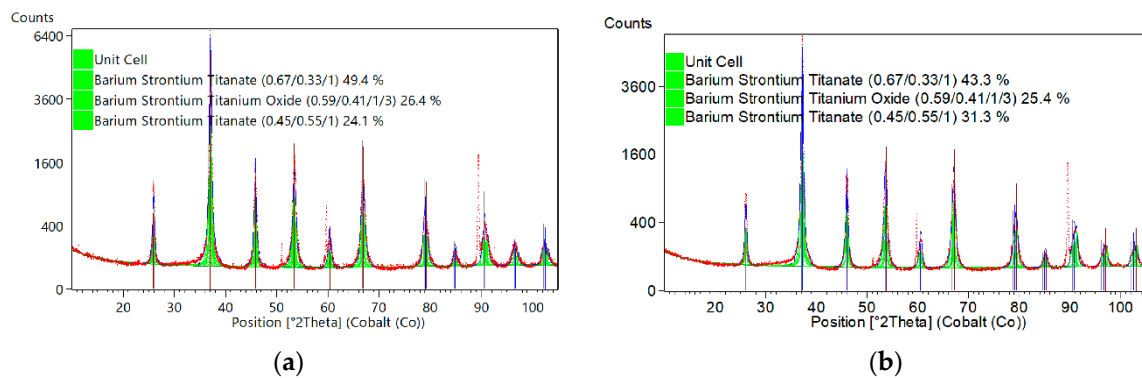 Counts
6400
Unit Cell
Barium Strontium Titanate (0.67/0.33/1) 49.4 %
3600
Barium Strontium Titanium Oxide (0.59/0.41/1/3) 26.4 %
Barium Strontium Titanate (0.45/0.55/1) 24.1 %
1600
400
0
20 30 40 50 60 70 80 90 100
Position [°2Theta] (Cobalt (Co))
(a)
Counts
Unit Cell
Barium Strontium Titanate (0.67/0.33/1) 43.3 %
3600
Barium Strontium Titanium Oxide (0.59/0.41/1/3) 25.4 %
Barium Strontium Titanate (0.45/0.55/1) 31.3 %
1600
400
0
20 30 40 50 60 70 80 90 100
Position [°2Theta] (Cobalt (Co))
(b)